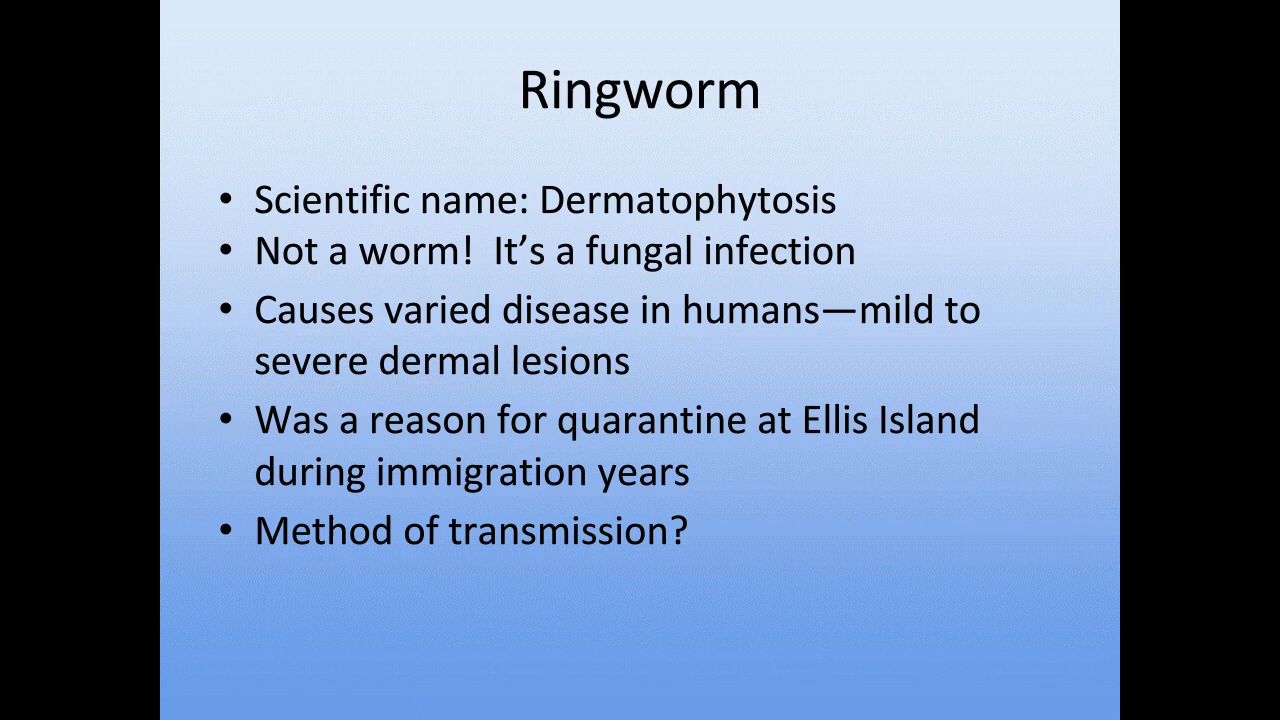 Ringworm
• Scientific name: Dermatophytosis
• Not a worm!  It’s a fungal infection
• Causes varied disease in humans—mild to
severe dermal lesions
• Was a reason for quarantine at Ellis Island
during immigration years
• Method of transmission?